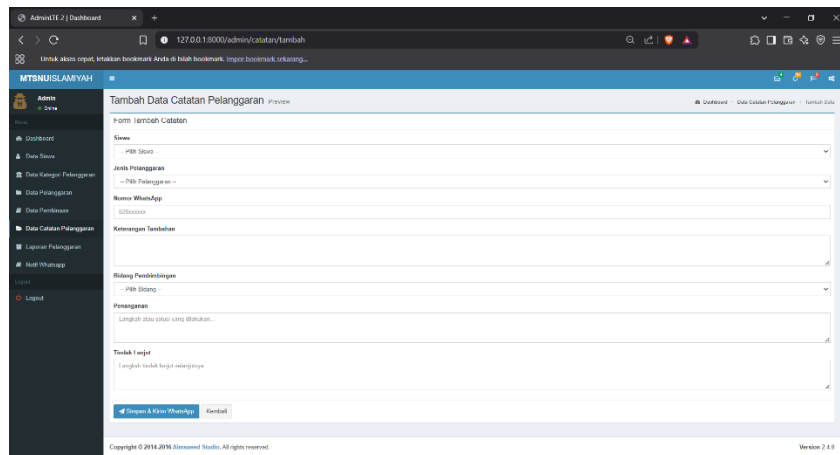 AdminLTE 2 | Dashboard
127.0.0.1:8000/admin/catatan/tambah
Untuk akses cepat, letakkan bookmark Anda di bilah bookmark. Impor bookmark sekarang...
MTSNUISLAMIYAH
Admin
Online
Menu
Dashboard
Data Siswa
Data Kategori Pelanggaran
Data Pelanggaran
Data Pembinaan
Data Catatan Pelanggaran
Laporan Pelanggaran
Notif Whatsapp
Logout
Logout
Tambah Data Catatan Pelanggaran Preview
Dashboard > Data Catatan Pelanggaran > Tambah Data
Form Tambah Catatan
Siswa
-- Pilih Siswa --
Jenis Pelanggaran
-- Pilih Pelanggaran --
Nomor WhatsApp
Keterangan Tambahan
Bidang Pembimbingan
-- Pilih Bidang --
Penanganan
Langkah atau solusi yang dilakukan...
Tindak Lanjut
Langkah tindak lanjut selanjutnya
Simpan & Kirim WhatsApp
Kembali
Copyright © 2014-2016 Almsaeed Studio. All rights reserved.
Version 2.4.0